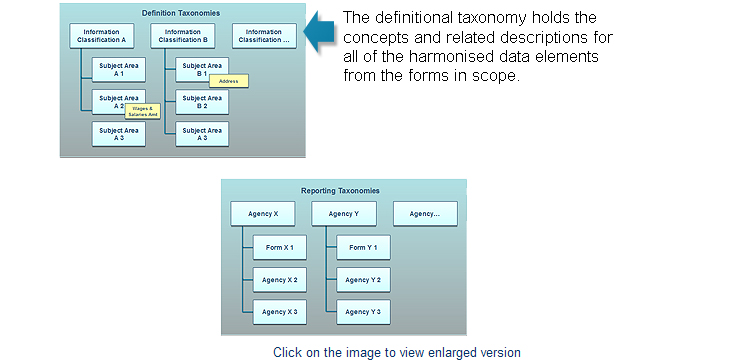 Definition Taxonomies
Information
Classification A
Information
Classification B
Information
Classification ...
Subject Area
A 1
Subject Area
B 1
Address
Subject Area
A 2
Wages &
Salaries Amt
Subject Area
B 2
Subject Area
A 3
Subject Area
A 3
The definitional taxonomy holds the
concepts and related descriptions for
all of the harmonised data elements
from the forms in scope.
Reporting Taxonomies
Agency X
Agency Y
Agency...
Form X 1
Form Y 1
Agency X 2
Agency Y 2
Agency X 3
Agency Y 3
Click on the image to view enlarged version